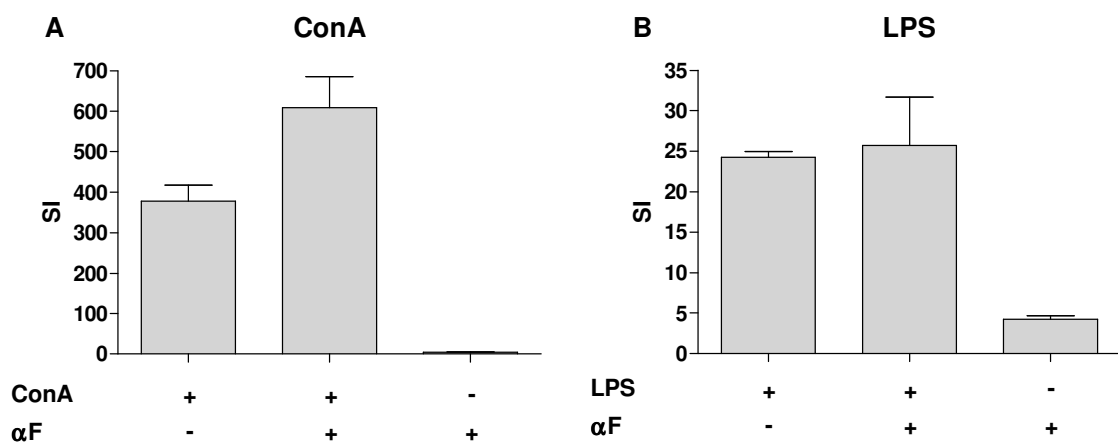 A ConA
700
600
500
400
300
200
100
0
SI
ConA + + -
αF - + +
B LPS
35
30
25
20
15
10
5
0
SI
LPS + + -
αF - + +